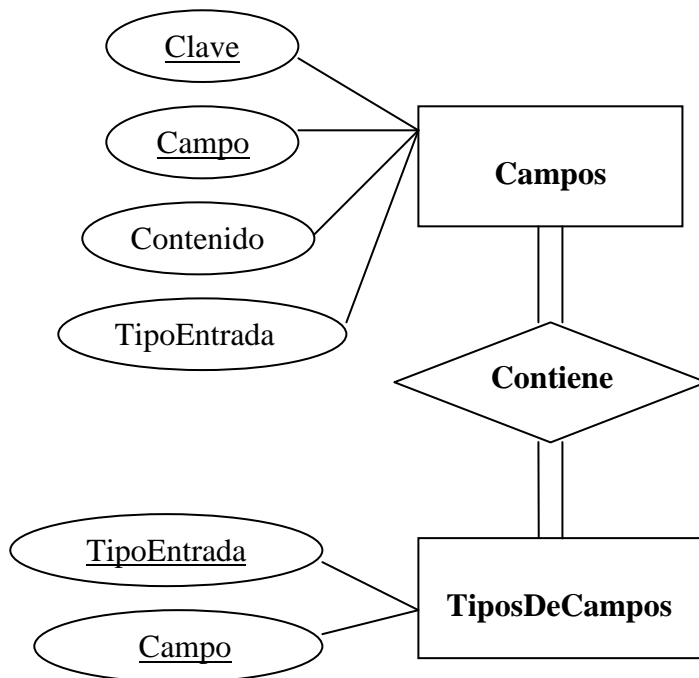 Clave
Campo
Campos
Contenido
TipoEntrada
Contiene
TipoEntrada
TiposDeCampos
Campo